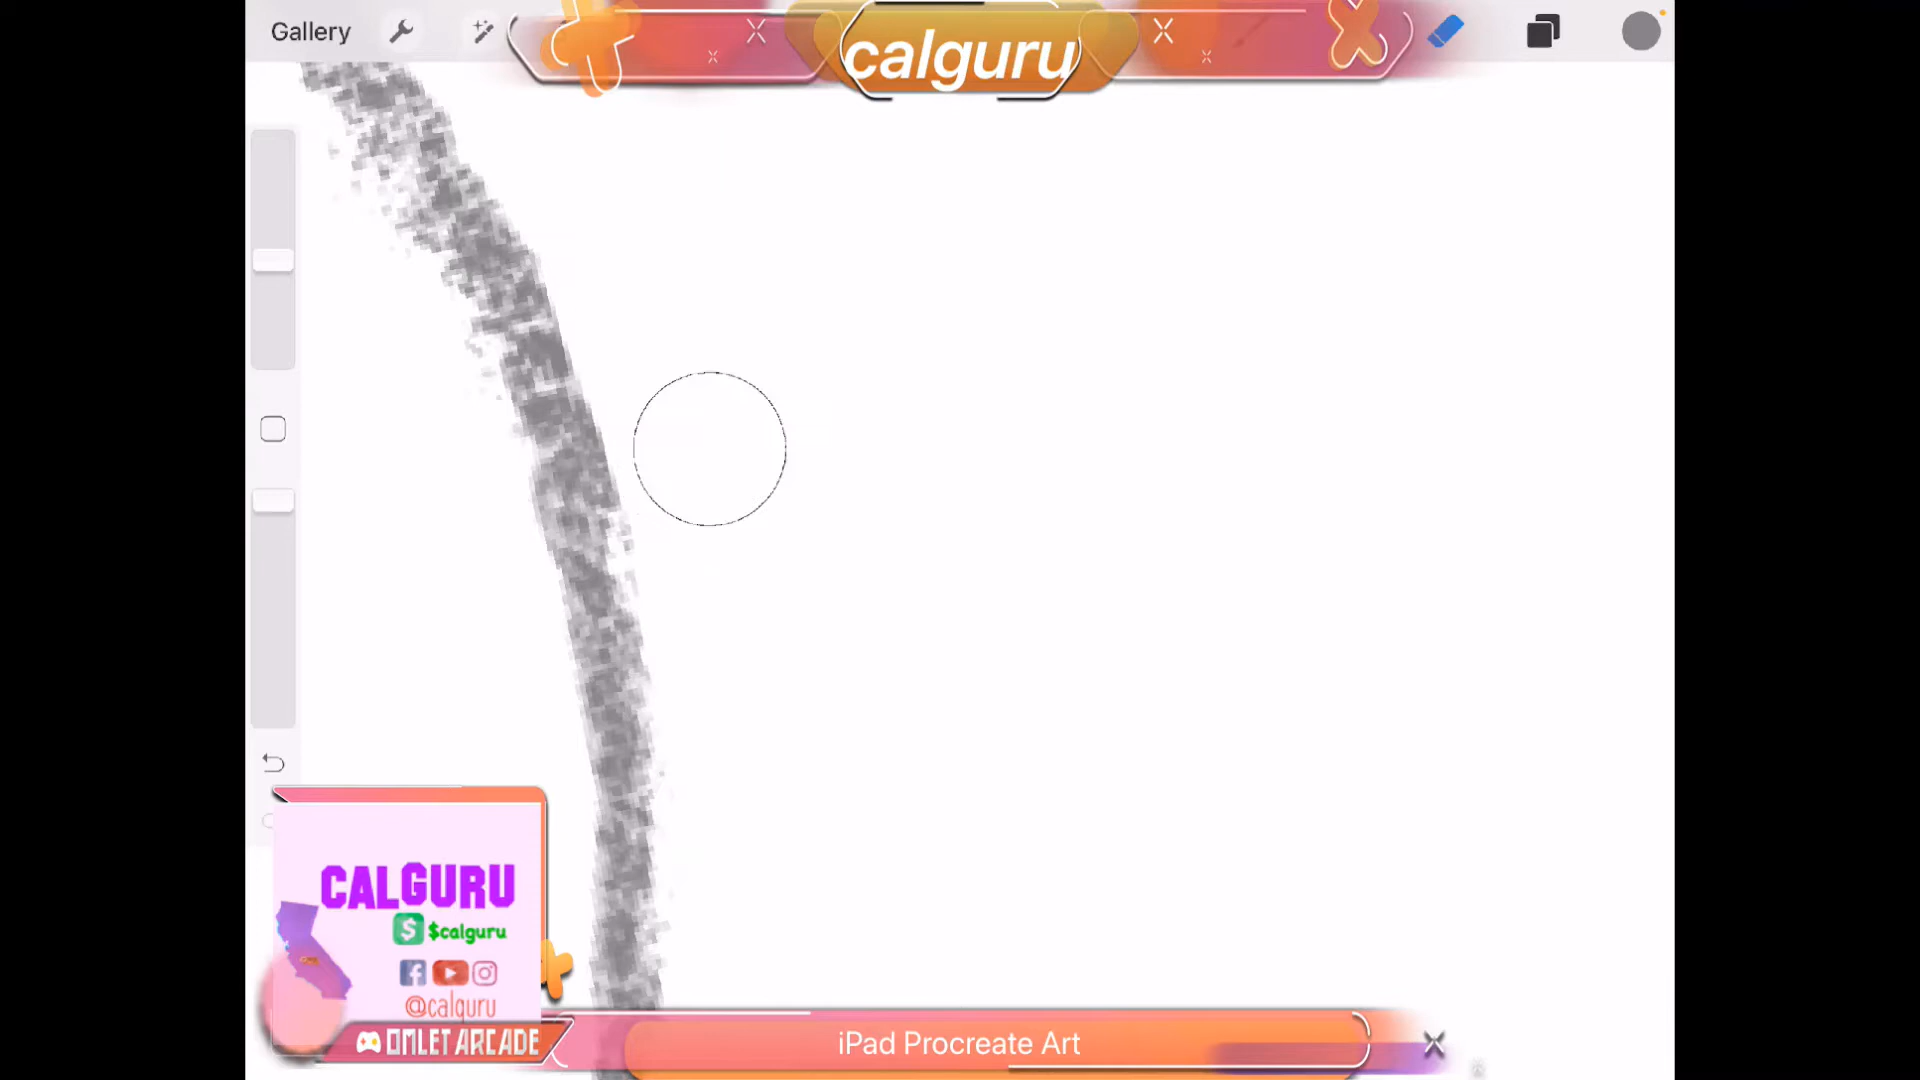 Gallery
calguru
CALGURU
$ $calguru
@calguru
OMLET ARCADE
iPad Procreate Art